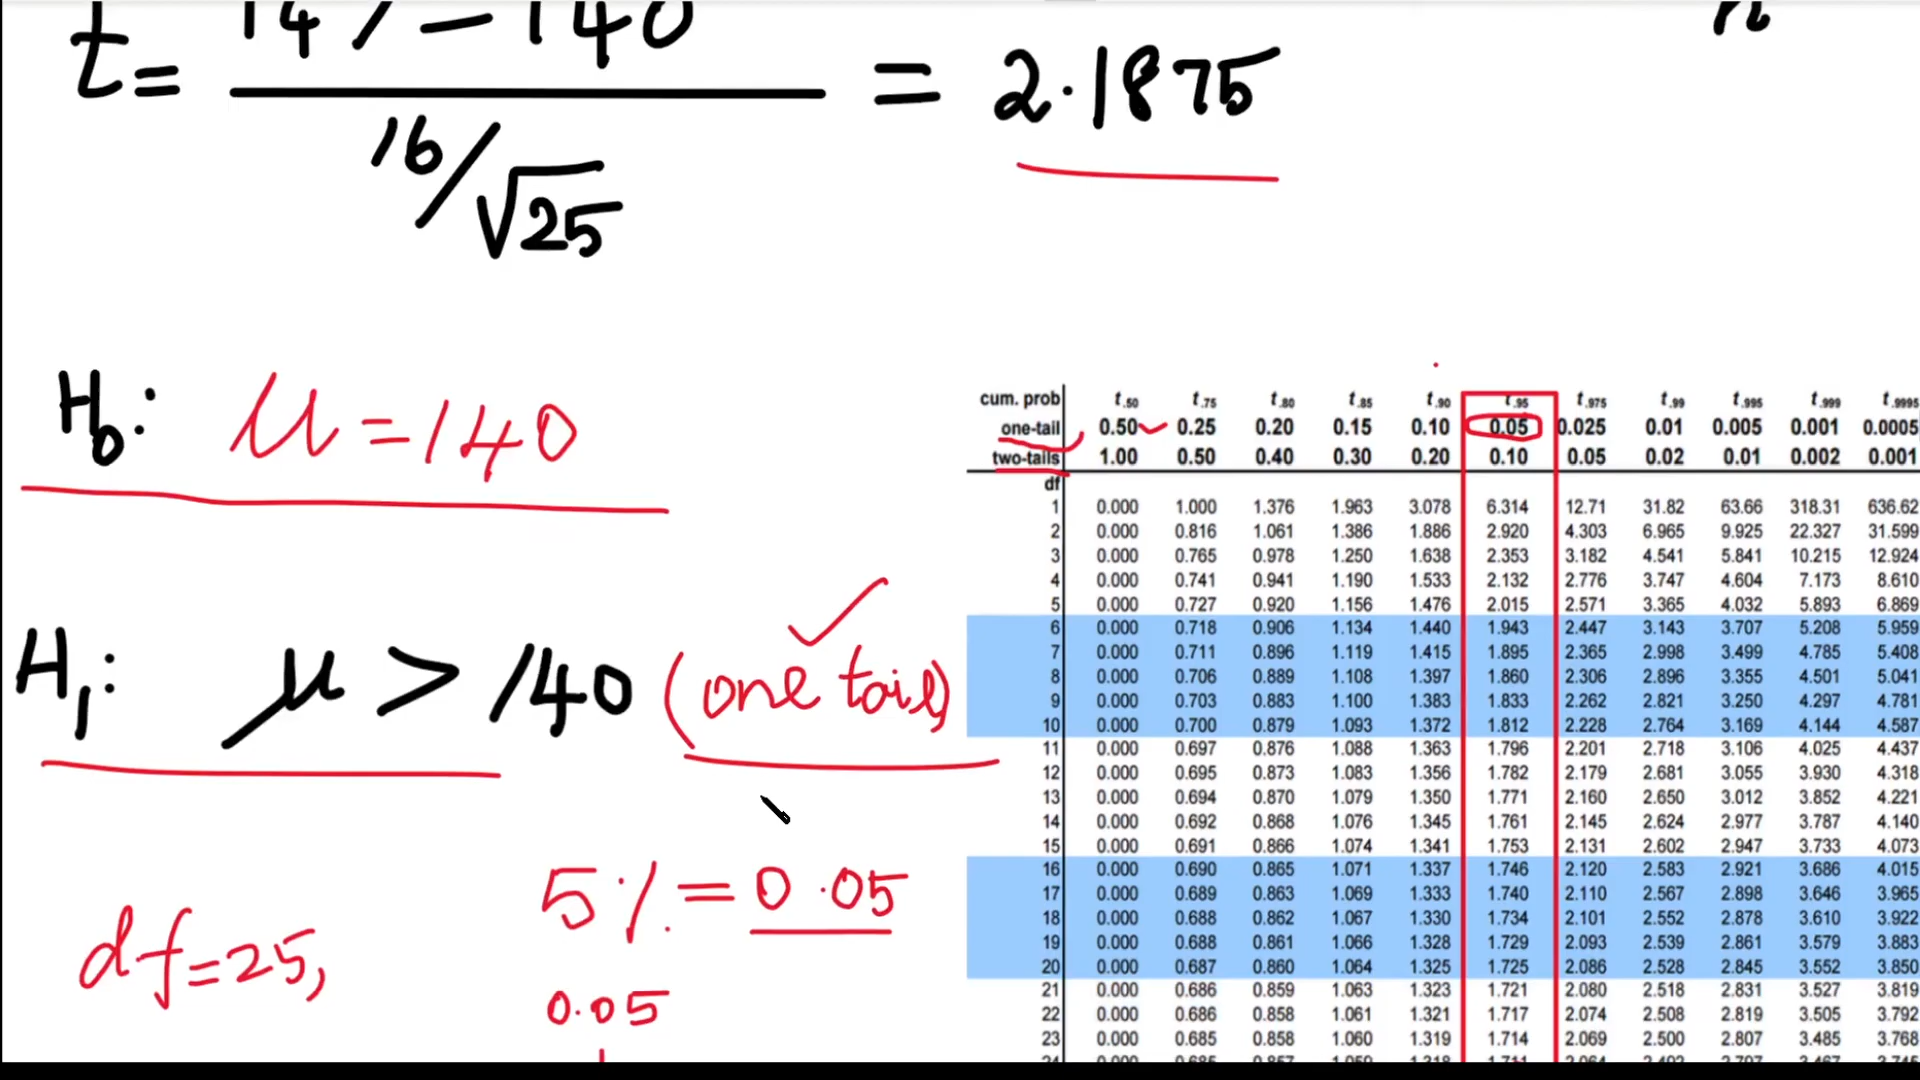 n
t = 147 - 140 / 16/√25 = 2.1875
H0: μ = 140
H1: μ > 140 (one tail)
5% = 0.05
df = 25,
0.05
cum. prob t.50 t.75 t.80 t.85 t.90 t.95 t.975 t.99 t.995 t.999 t.9995
one-tail 0.50 0.25 0.20 0.15 0.10 0.05 0.025 0.01 0.005 0.001 0.0005
two-tails 1.00 0.50 0.40 0.30 0.20 0.10 0.05 0.02 0.01 0.002 0.001
df
1 0.000 1.000 1.376 1.963 3.078 6.314 12.71 31.82 63.66 318.31 636.62
2 0.000 0.816 1.061 1.386 1.886 2.920 4.303 6.965 9.925 22.327 31.599
3 0.000 0.765 0.978 1.250 1.638 2.353 3.182 4.541 5.841 10.215 12.924
4 0.000 0.741 0.941 1.190 1.533 2.132 2.776 3.747 4.604 7.173 8.610
5 0.000 0.727 0.920 1.156 1.476 2.015 2.571 3.365 4.032 5.893 6.869
6 0.000 0.718 0.906 1.134 1.440 1.943 2.447 3.143 3.707 5.208 5.959
7 0.000 0.711 0.896 1.119 1.415 1.895 2.365 2.998 3.499 4.785 5.408
8 0.000 0.706 0.889 1.108 1.397 1.860 2.306 2.896 3.355 4.501 5.041
9 0.000 0.703 0.883 1.100 1.383 1.833 2.262 2.821 3.250 4.297 4.781
10 0.000 0.700 0.879 1.093 1.372 1.812 2.228 2.764 3.169 4.144 4.587
11 0.000 0.697 0.876 1.088 1.363 1.796 2.201 2.718 3.106 4.025 4.437
12 0.000 0.695 0.873 1.083 1.356 1.782 2.179 2.681 3.055 3.930 4.318
13 0.000 0.694 0.870 1.079 1.350 1.771 2.160 2.650 3.012 3.852 4.221
14 0.000 0.692 0.868 1.076 1.345 1.761 2.145 2.624 2.977 3.787 4.140
15 0.000 0.691 0.866 1.074 1.341 1.753 2.131 2.602 2.947 3.733 4.073
16 0.000 0.690 0.865 1.071 1.337 1.746 2.120 2.583 2.921 3.686 4.015
17 0.000 0.689 0.863 1.069 1.333 1.740 2.110 2.567 2.898 3.646 3.965
18 0.000 0.688 0.862 1.067 1.330 1.734 2.101 2.552 2.878 3.610 3.922
19 0.000 0.688 0.861 1.066 1.328 1.729 2.093 2.539 2.861 3.579 3.883
20 0.000 0.687 0.860 1.064 1.325 1.725 2.086 2.528 2.845 3.552 3.850
21 0.000 0.686 0.859 1.063 1.323 1.721 2.080 2.518 2.831 3.527 3.819
22 0.000 0.686 0.858 1.061 1.321 1.717 2.074 2.508 2.819 3.505 3.792
23 0.000 0.685 0.858 1.060 1.319 1.714 2.069 2.500 2.807 3.485 3.768